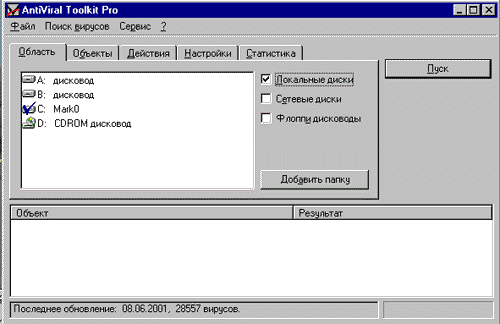 AntiViral Toolkit Pro
Файл Поиск вирусов Сервис ?
Область Объекты Действия Настройки Статистика
A: дисковод
B: дисковод
C: Mark0
D: CDROM дисковод
Локальные диски
Сетевые диски
Флоппи дисководы
Добавить папку
Пуск
Объект Результат
Последнее обновление: 08.06.2001, 28557 вирусов.